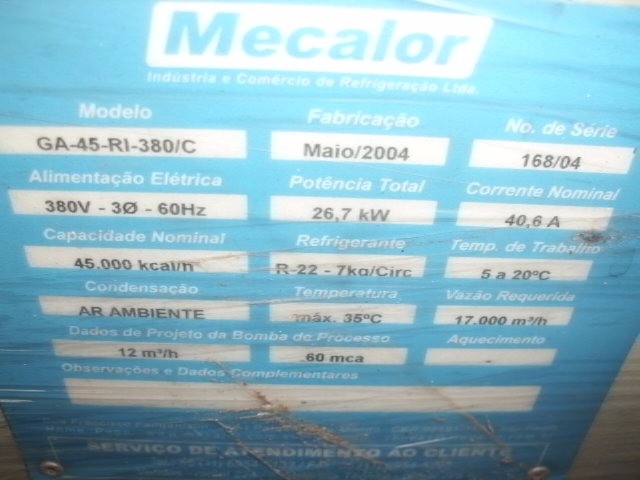 Mecalor
Indústria e Comércio de Refrigeração Ltda.
Modelo Fabricação No. de Série
GA-45-RI-380/C Maio/2004 168/04
Alimentação Elétrica Potência Total Corrente Nominal
380V - 3Ø - 60Hz 26,7 kW 40,6 A
Capacidade Nominal Refrigerante Temp. de Trabalho
45.000 kcal/h R-22 - 7kg/Circ 5 a 20ºC
Condensação Temperatura Vazão Requerida
AR AMBIENTE máx. 35ºC 17.000 m³/h
Dados de Projeto da Bomba de Processo Aquecimento
12 m³/h 60 mca -
Observações e Dados Complementares
SERVIÇO DE ATENDIMENTO AO CLIENTE